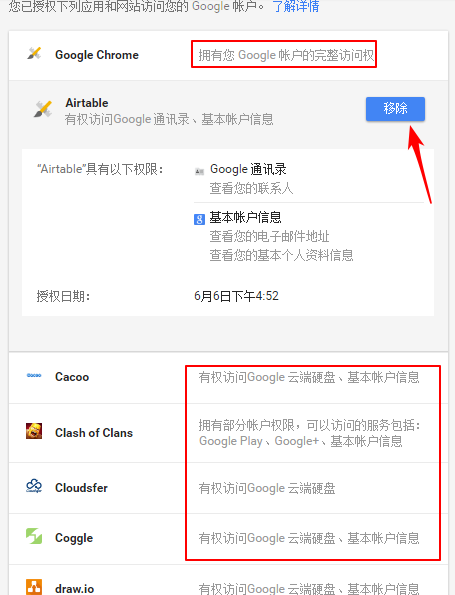 您已授权下列应用和网站访问您的 Google 帐户。 了解详情
Google Chrome 拥有您 Google 帐户的完整访问权
Airtable
有权访问Google 通讯录、基本帐户信息
移除
“Airtable”具有以下权限：
Google 通讯录
查看您的联系人
基本帐户信息
查看您的电子邮件地址
查看您的基本个人资料信息
授权日期： 6月6日下午4:52
Cacoo 有权访问Google 云端硬盘、基本帐户信息
Clash of Clans
拥有部分帐户权限，可以访问的服务包括：
Google Play、Google+、基本帐户信息
Cloudsfer 有权访问Google 云端硬盘
Coggle 有权访问Google 云端硬盘、基本帐户信息
draw.io 有权访问Google 云端硬盘、基本帐户信息